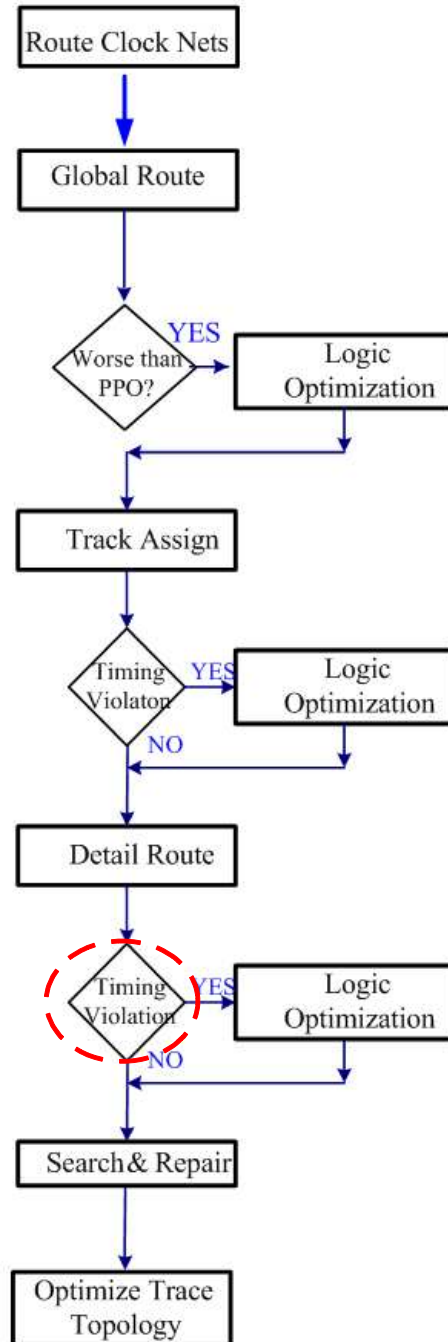 Route Clock Nets
Global Route
YES
Worse than
PPO?
Logic
Optimization
Track Assign
Timing
Violaton
YES
Logic
Optimization
NO
Detail Route
Timing
Violation
YES
Logic
Optimization
NO
Search& Repair
Optimize Trace
Topology